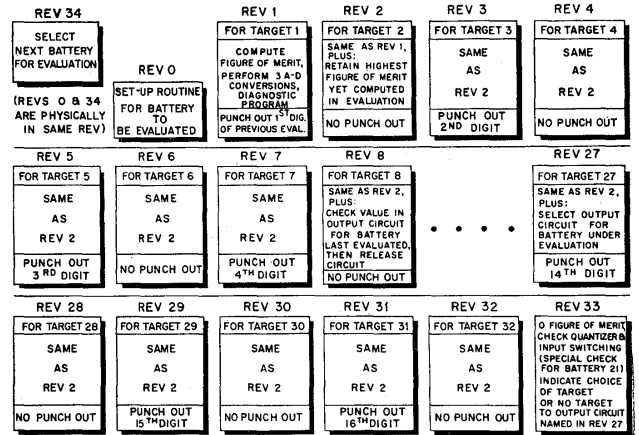 REV 34
SELECT
NEXT BATTERY
FOR EVALUATION
(REVS 0 & 34
ARE PHYSICALLY
IN SAME REV)
REV 0
SET-UP ROUTINE
FOR BATTERY
TO
BE EVALUATED
REV 1
FOR TARGET 1
COMPUTE
FIGURE OF MERIT,
PERFORM 3 A-D
CONVERSIONS,
DIAGNOSTIC
PROGRAM
PUNCH OUT 1ST DIG.
OF PREVIOUS EVAL.
REV 2
FOR TARGET 2
SAME AS REV 1,
PLUS:
RETAIN HIGHEST
FIGURE OF MERIT
YET COMPUTED
IN EVALUATION
NO PUNCH OUT
REV 3
FOR TARGET 3
SAME
AS
REV 2
PUNCH OUT
2ND DIGIT
REV 4
FOR TARGET 4
SAME
AS
REV 2
NO PUNCH OUT
REV 5
FOR TARGET 5
SAME
AS
REV 2
PUNCH OUT
3RD DIGIT
REV 6
FOR TARGET 6
SAME
AS
REV 2
NO PUNCH OUT
REV 7
FOR TARGET 7
SAME
AS
REV 2
PUNCH OUT
4TH DIGIT
REV 8
FOR TARGET 8
SAME AS REV 2,
PLUS:
CHECK VALUE IN
OUTPUT CIRCUIT
FOR BATTERY
LAST EVALUATED,
THEN RELEASE
CIRCUIT
NO PUNCH OUT
• • • •
REV 27
FOR TARGET 27
SAME AS REV 2,
PLUS:
SELECT OUTPUT
CIRCUIT FOR
BATTERY UNDER
EVALUATION
PUNCH OUT
14TH DIGIT
REV 28
FOR TARGET 28
SAME
AS
REV 2
NO PUNCH OUT
REV 29
FOR TARGET 29
SAME
AS
REV 2
PUNCH OUT
15TH DIGIT
REV 30
FOR TARGET 30
SAME
AS
REV 2
NO PUNCH OUT
REV 31
FOR TARGET 31
SAME
AS
REV 2
PUNCH OUT
16TH DIGIT
REV 32
FOR TARGET 32
SAME
AS
REV 2
NO PUNCH OUT
REV 33
0 FIGURE OF MERIT
CHECK QUANTIZER &
INPUT SWITCHING
(SPECIAL CHECK
FOR BATTERY 21)
INDICATE CHOICE
OF TARGET
OR NO TARGET
TO OUTPUT CIRCUIT
NAMED IN REV 27